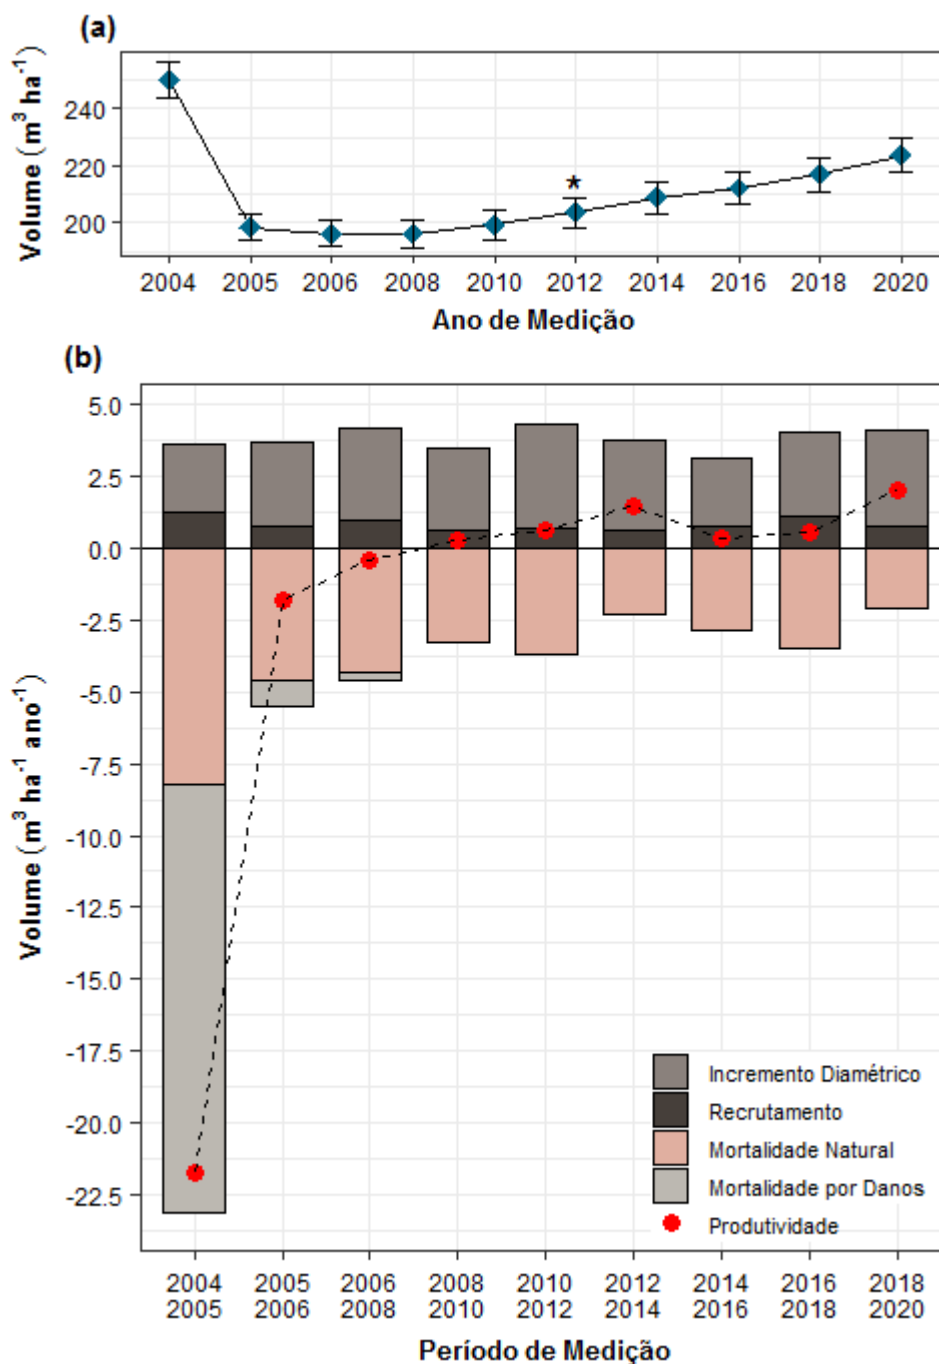 (a)
Volume ( m³ ha⁻¹ )
240
220
200
*
2004 2005 2006 2008 2010 2012 2014 2016 2018 2020
Ano de Medição
(b)
Volume ( m³ ha⁻¹ ano⁻¹ )
5.0
2.5
0.0
-2.5
-5.0
-7.5
-10.0
-12.5
-15.0
-17.5
-20.0
-22.5
Incremento Diamétrico
Recrutamento
Mortalidade Natural
Mortalidade por Danos
Produtividade
2004 2005 2006 2008 2010 2012 2014 2016 2018
2005 2006 2008 2010 2012 2014 2016 2018 2020
Período de Medição